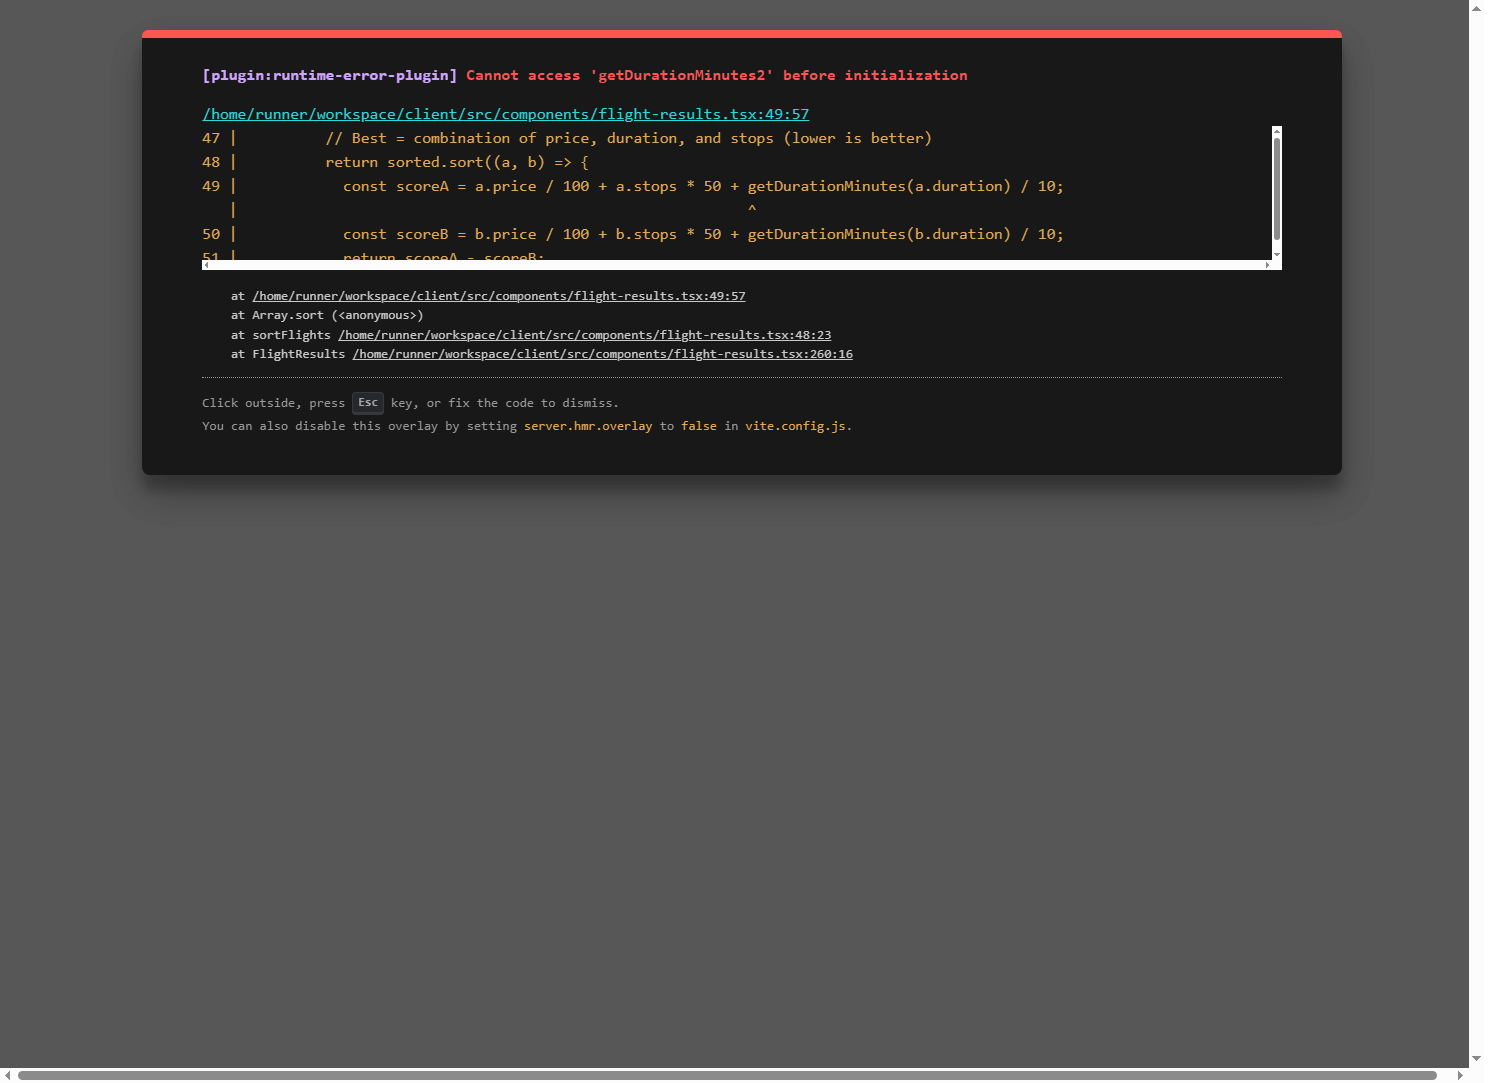 [plugin:runtime-error-plugin] Cannot access 'getDurationMinutes2' before initialization
/home/runner/workspace/client/src/components/flight-results.tsx:49:57
47 |          // Best = combination of price, duration, and stops (lower is better)
48 |          return sorted.sort((a, b) => {
49 |            const scoreA = a.price / 100 + a.stops * 50 + getDurationMinutes(a.duration) / 10;
   |                                                          ^
50 |            const scoreB = b.price / 100 + b.stops * 50 + getDurationMinutes(b.duration) / 10;
51 |            return scoreA - scoreB;
at /home/runner/workspace/client/src/components/flight-results.tsx:49:57
at Array.sort (<anonymous>)
at sortFlights /home/runner/workspace/client/src/components/flight-results.tsx:48:23
at FlightResults /home/runner/workspace/client/src/components/flight-results.tsx:260:16
Click outside, press Esc key, or fix the code to dismiss.
You can also disable this overlay by setting server.hmr.overlay to false in vite.config.js.